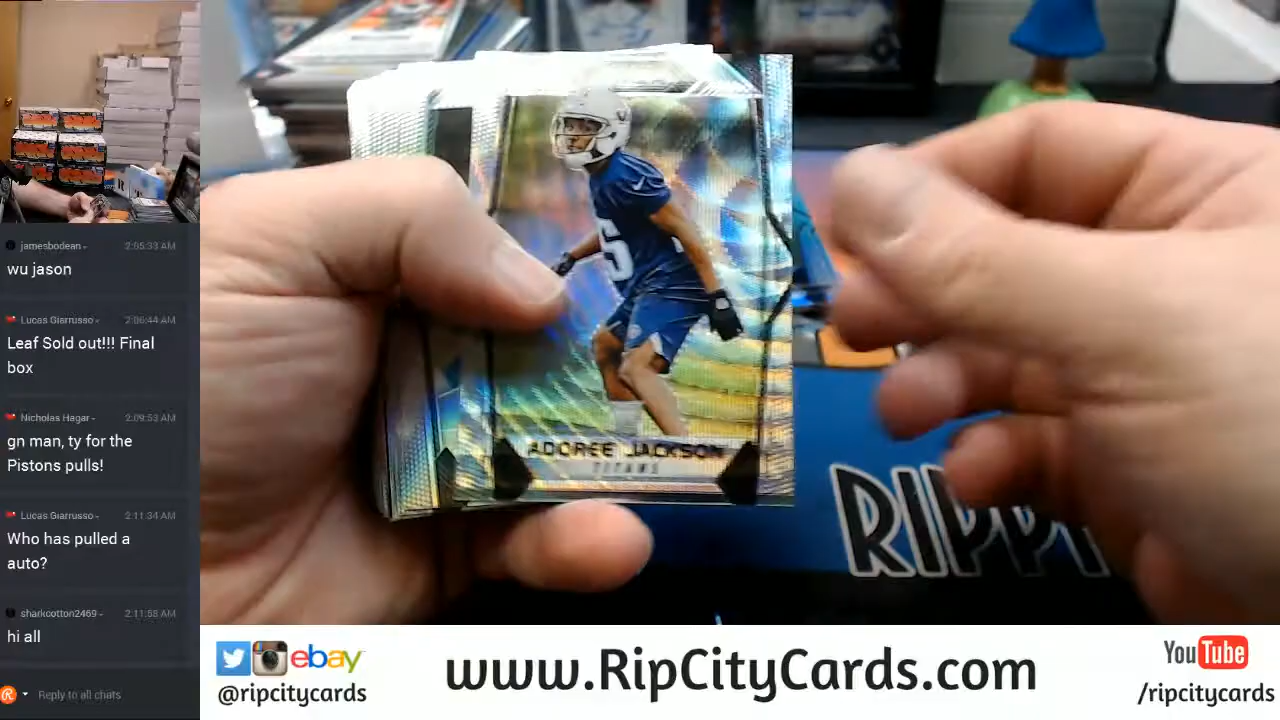 jamesbodean
2:05:33 AM
wu jason
Lucas Giarrusso
2:06:44 AM
Leaf Sold out!!! Final
box
Nicholas Hagar
2:09:53 AM
gn man, ty for the
Pistons pulls!
Lucas Giarrusso
2:11:34 AM
Who has pulled a
auto?
sharkcotton2469
2:11:58 AM
hi all
Reply to all chats
ADOREE JACKSON
TITANS
RIPPI
ebay
@ripcitycards
www.RipCityCards.com
YouTube
/ripcitycards